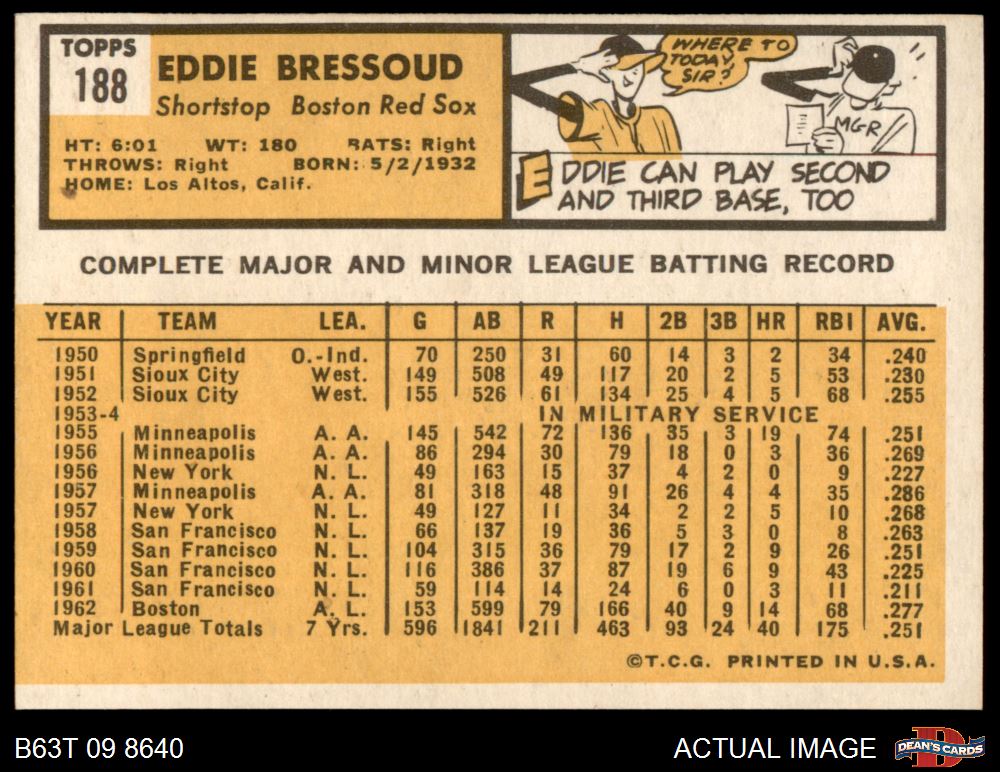 TOPPS
188
EDDIE BRESSOUD
Shortstop Boston Red Sox
HT: 6:01 WT: 180 BATS: Right
THROWS: Right BORN: 5/2/1932
HOME: Los Altos, Calif.
WHERE TO
TODAY,
SIR?
MGR
EDDIE CAN PLAY SECOND
AND THIRD BASE, TOO
COMPLETE MAJOR AND MINOR LEAGUE BATTING RECORD
YEAR TEAM LEA. G AB R H 2B 3B HR RBI AVG.
1950 Springfield O.-Ind. 70 250 31 60 14 3 2 34 .240
1951 Sioux City West. 149 508 49 117 20 2 5 53 .230
1952 Sioux City West. 155 526 61 134 25 4 5 68 .255
1953-4 IN MILITARY SERVICE
1955 Minneapolis A. A. 145 542 72 136 35 3 19 74 .251
1956 Minneapolis A. A. 86 294 30 79 18 0 3 36 .269
1956 New York N. L. 49 163 15 37 4 2 0 9 .227
1957 Minneapolis A. A. 81 318 48 91 26 4 4 35 .286
1957 New York N. L. 49 127 11 34 2 2 5 10 .268
1958 San Francisco N. L. 66 137 19 36 5 3 0 8 .263
1959 San Francisco N. L. 104 315 36 79 17 2 9 26 .251
1960 San Francisco N. L. 116 386 37 87 19 6 9 43 .225
1961 San Francisco N. L. 59 114 14 24 6 0 3 11 .211
1962 Boston A. L. 153 599 79 166 40 9 14 68 .277
Major League Totals 7 Yrs. 596 1841 211 463 93 24 40 175 .251
©T.C.G. PRINTED IN U.S.A.
B63T 09 8640
ACTUAL IMAGE
D
DEAN'S CARDS